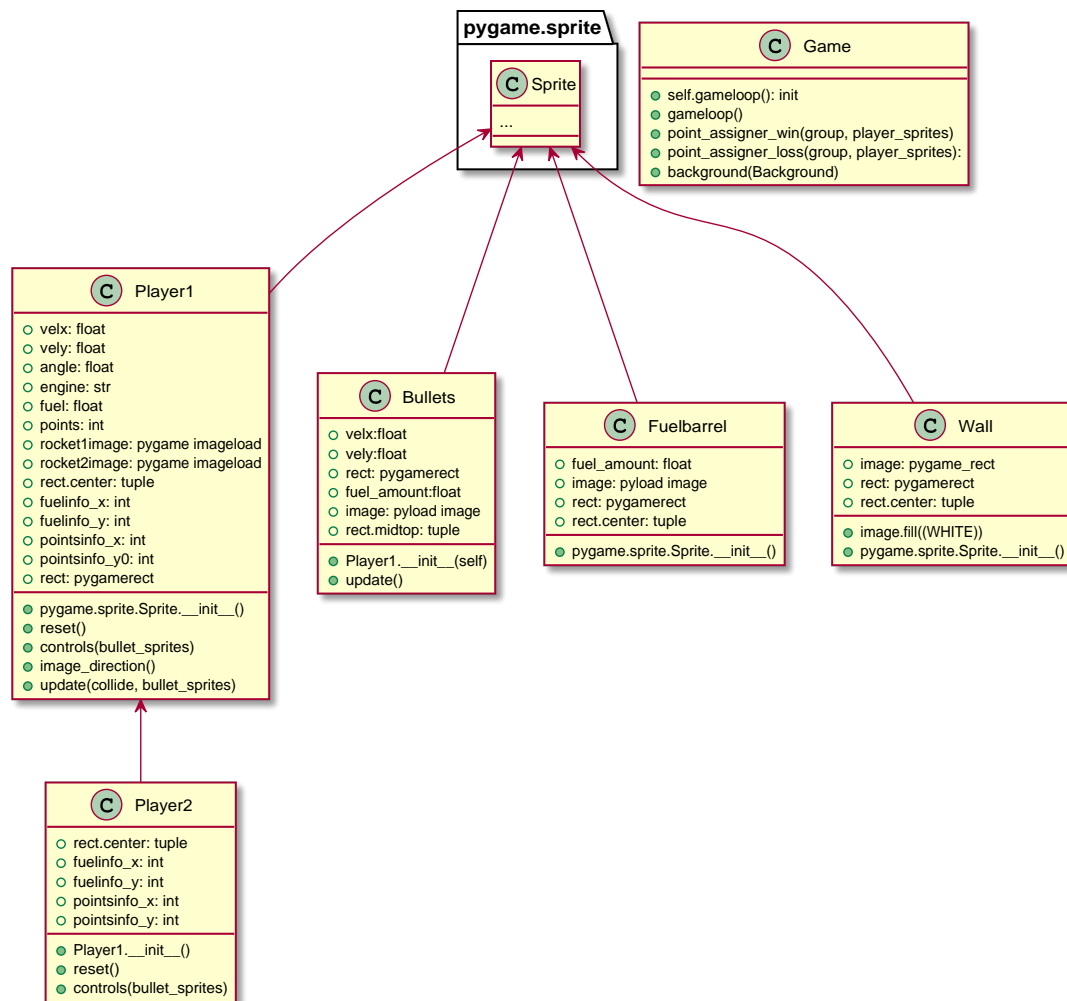 pygame.sprite
C Sprite
...
C Game
self.gameloop(): init
gameloop()
point_assigner_win(group, player_sprites)
point_assigner_loss(group, player_sprites):
background(Background)
C Player1
velx: float
vely: float
angle: float
engine: str
fuel: float
points: int
rocket1image: pygame imageload
rocket2image: pygame imageload
rect.center: tuple
fuelinfo_x: int
fuelinfo_y: int
pointsinfo_x: int
pointsinfo_y0: int
rect: pygamerect
pygame.sprite.Sprite.__init__()
reset()
controls(bullet_sprites)
image_direction()
update(collide, bullet_sprites)
C Bullets
velx:float
vely:float
rect: pygamerect
fuel_amount:float
image: pyload image
rect.midtop: tuple
Player1.__init__(self)
update()
C Fuelbarrel
fuel_amount: float
image: pyload image
rect: pygamerect
rect.center: tuple
pygame.sprite.Sprite.__init__()
C Wall
image: pygame_rect
rect: pygamerect
rect.center: tuple
image.fill((WHITE))
pygame.sprite.Sprite.__init__()
C Player2
rect.center: tuple
fuelinfo_x: int
fuelinfo_y: int
pointsinfo_x: int
pointsinfo_y: int
Player1.__init__()
reset()
controls(bullet_sprites)